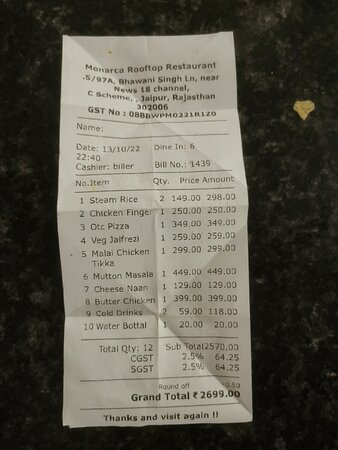 Monarca Rooftop Restaurant
.S/97A, Bhawani Singh Ln, near
News 18 channel,
C Scheme, , Jaipur, Rajasthan
302006
GST No : 08BBWPM0221R1Z0
Name:
Date: 13/10/22 Dine In: 6
22:40
Cashier: biller Bill No.: 1439
No.Item Qty. Price Amount
1 Steam Rice 2 149.00 298.00
2 Chicken Finger 1 250.00 250.00
3 Otc Pizza 1 349.00 349.00
4 Veg Jalfrezi 1 259.00 259.00
5 Malai Chicken 1 299.00 299.00
Tikka
6 Mutton Masala 1 449.00 449.00
7 Cheese Naan 1 129.00 129.00
8 Butter Chicken 1 399.00 399.00
9 Cold Drinks 2 59.00 118.00
10 Water Bottal 1 20.00 20.00
Total Qty: 12 Sub Total 2570.00
CGST 2.5% 64.25
SGST 2.5% 64.25
Round off 0.50
Grand Total ₹ 2699.00
Thanks and visit again !!